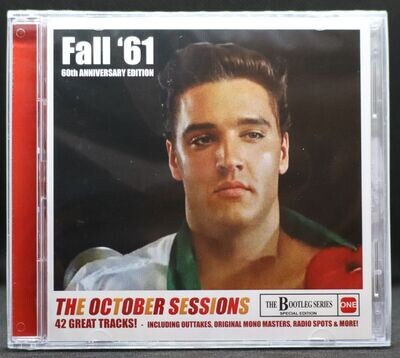 Fall '61
60th ANNIVERSARY EDITION
THE OCTOBER SESSIONS
THE BOOTLEG SERIES
SPECIAL EDITION
ONE
42 GREAT TRACKS! - INCLUDING OUTTAKES, ORIGINAL MONO MASTERS, RADIO SPOTS & MORE!